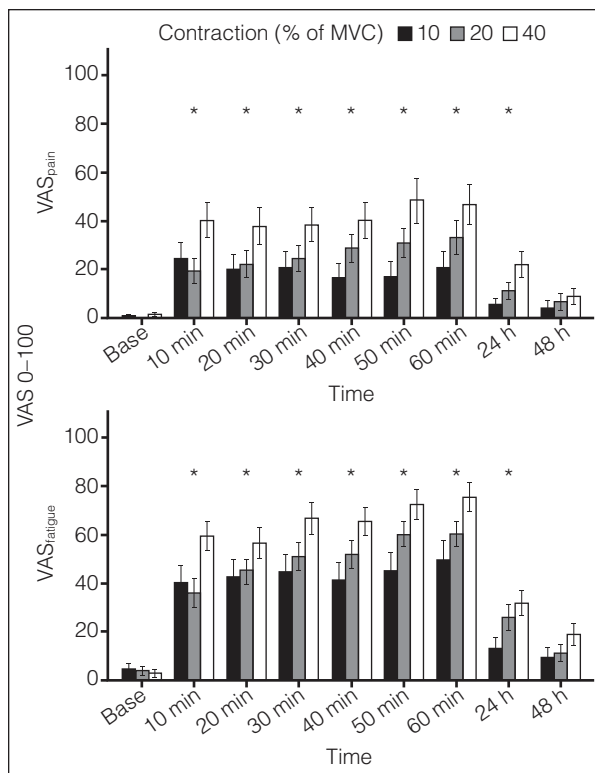 Contraction (% of MVC) 10 20 40
VAS 0–100
VASpain
100
80
60
40
20
0
* * * * * * *
Base 10 min 20 min 30 min 40 min 50 min 60 min 24 h 48 h
Time
VASfatigue
100
80
60
40
20
0
* * * * * * *
Base 10 min 20 min 30 min 40 min 50 min 60 min 24 h 48 h
Time